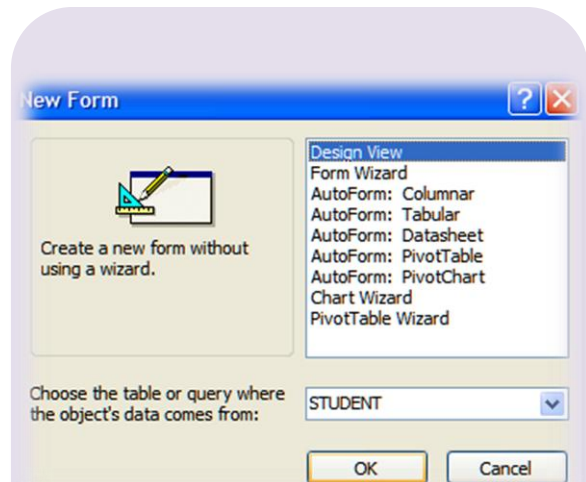 New Form
Design View
Form Wizard
AutoForm: Columnar
AutoForm: Tabular
AutoForm: Datasheet
AutoForm: PivotTable
AutoForm: PivotChart
Chart Wizard
PivotTable Wizard
Create a new form without
using a wizard.
Choose the table or query where
the object's data comes from:
STUDENT
OK
Cancel